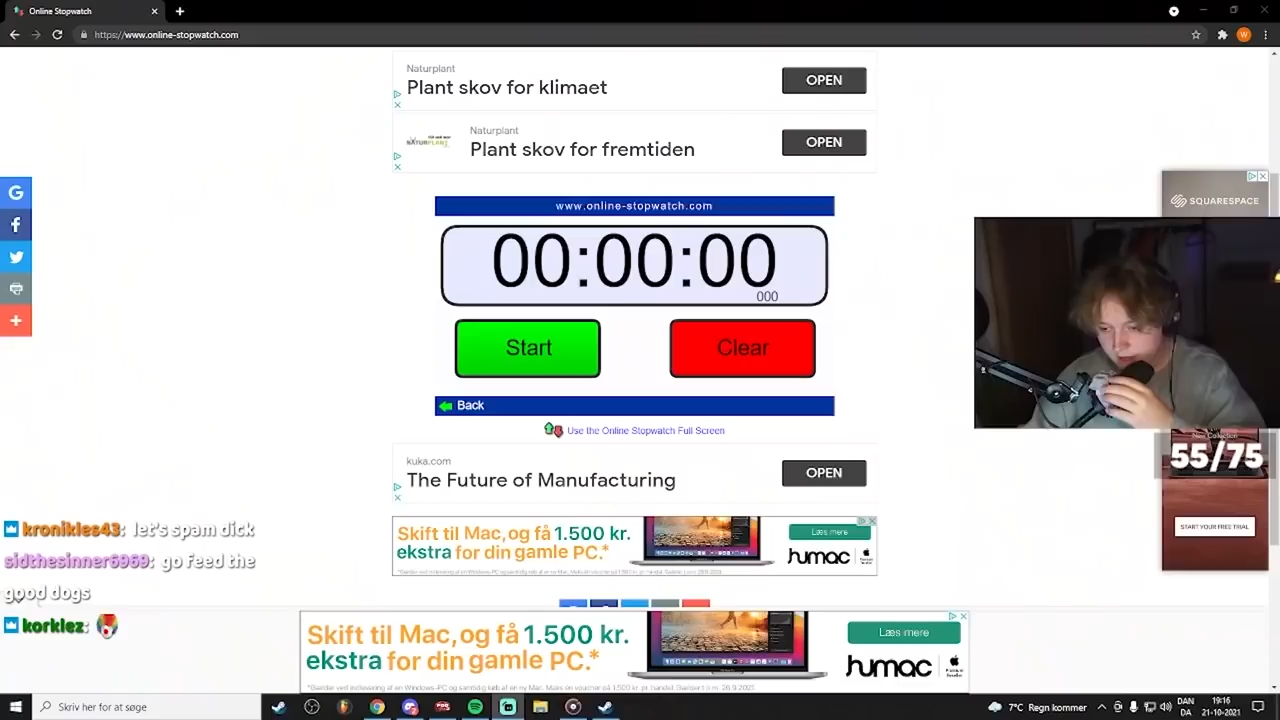 Online Stopwatch
https://www.online-stopwatch.com
Naturplant
Plant skov for klimaet
OPEN
Naturplant
Plant skov for fremtiden
OPEN
www.online-stopwatch.com
00:00:00
000
Start
Clear
Back
Use the Online Stopwatch Full Screen
kuka.com
The Future of Manufacturing
OPEN
Skift til Mac, og få 1.500 kr.
ekstra for din gamle PC.*
Læs mere
humac
SQUARESPACE
55/75
START YOUR FREE TRIAL
kronikles43: let's spam dick
go feed the
good dogs
korklez:
Skift til Mac, og få 1.500 kr.
ekstra for din gamle PC.*
Læs mere
humac
Skriv her for at søge
7°C Regn kommer
DAN
DA
19:16
21-10-2021